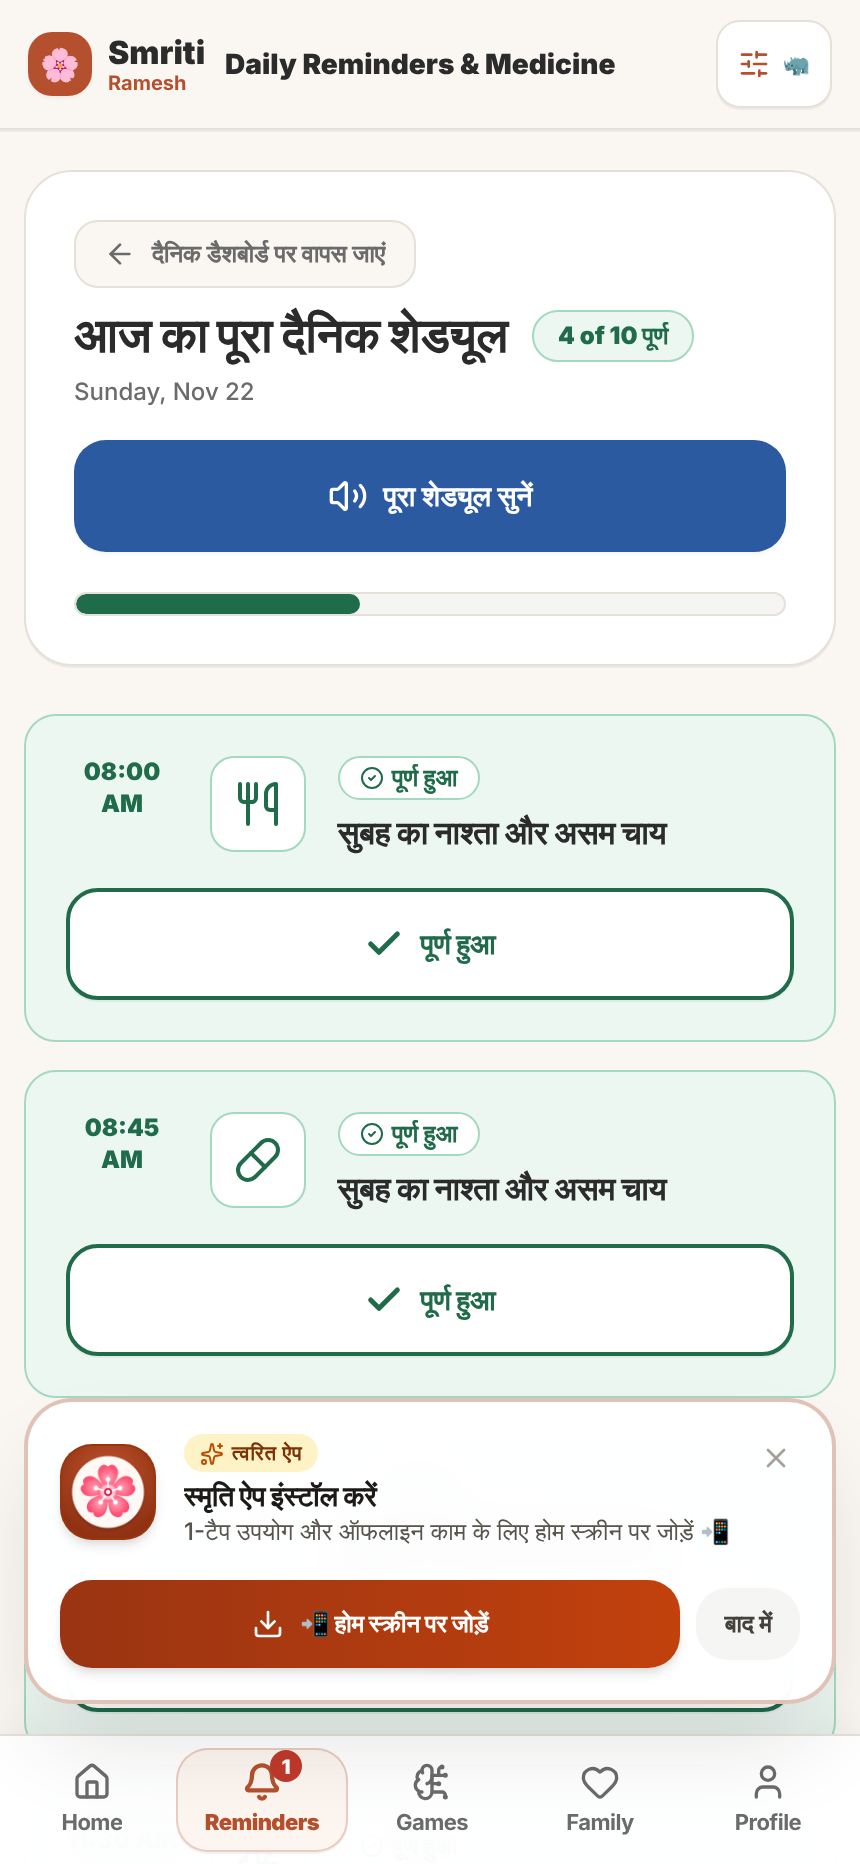 Smriti
Ramesh
Daily Reminders & Medicine
दैनिक डैशबोर्ड पर वापस जाएं
आज का पूरा दैनिक शेड्यूल
4 of 10 पूर्ण
Sunday, Nov 22
पूरा शेड्यूल सुनें
08:00
AM
पूर्ण हुआ
सुबह का नाश्ता और असम चाय
पूर्ण हुआ
08:45
AM
पूर्ण हुआ
सुबह का नाश्ता और असम चाय
पूर्ण हुआ
त्वरित ऐप
स्मृति ऐप इंस्टॉल करें
1-टैप उपयोग और ऑफलाइन काम के लिए होम स्क्रीन पर जोड़ें
होम स्क्रीन पर जोड़ें
बाद में
1
Home
Reminders
Games
Family
Profile